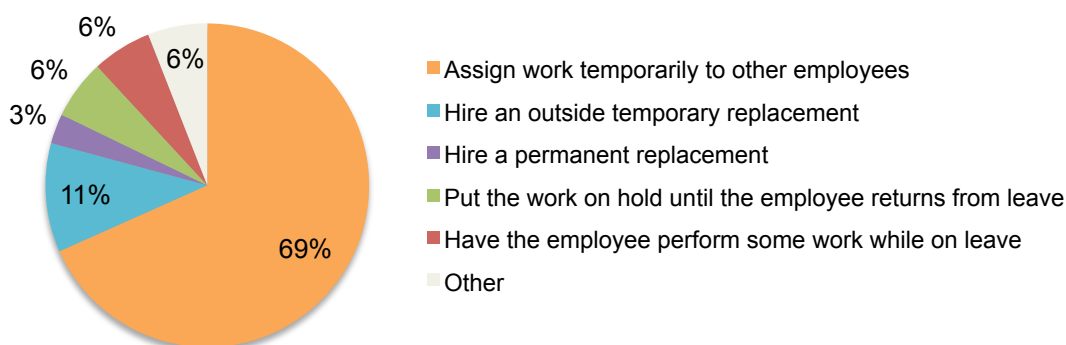 6%
6%
6%
3%
11%
69%
Assign work temporarily to other employees
Hire an outside temporary replacement
Hire a permanent replacement
Put the work on hold until the employee returns from leave
Have the employee perform some work while on leave
Other